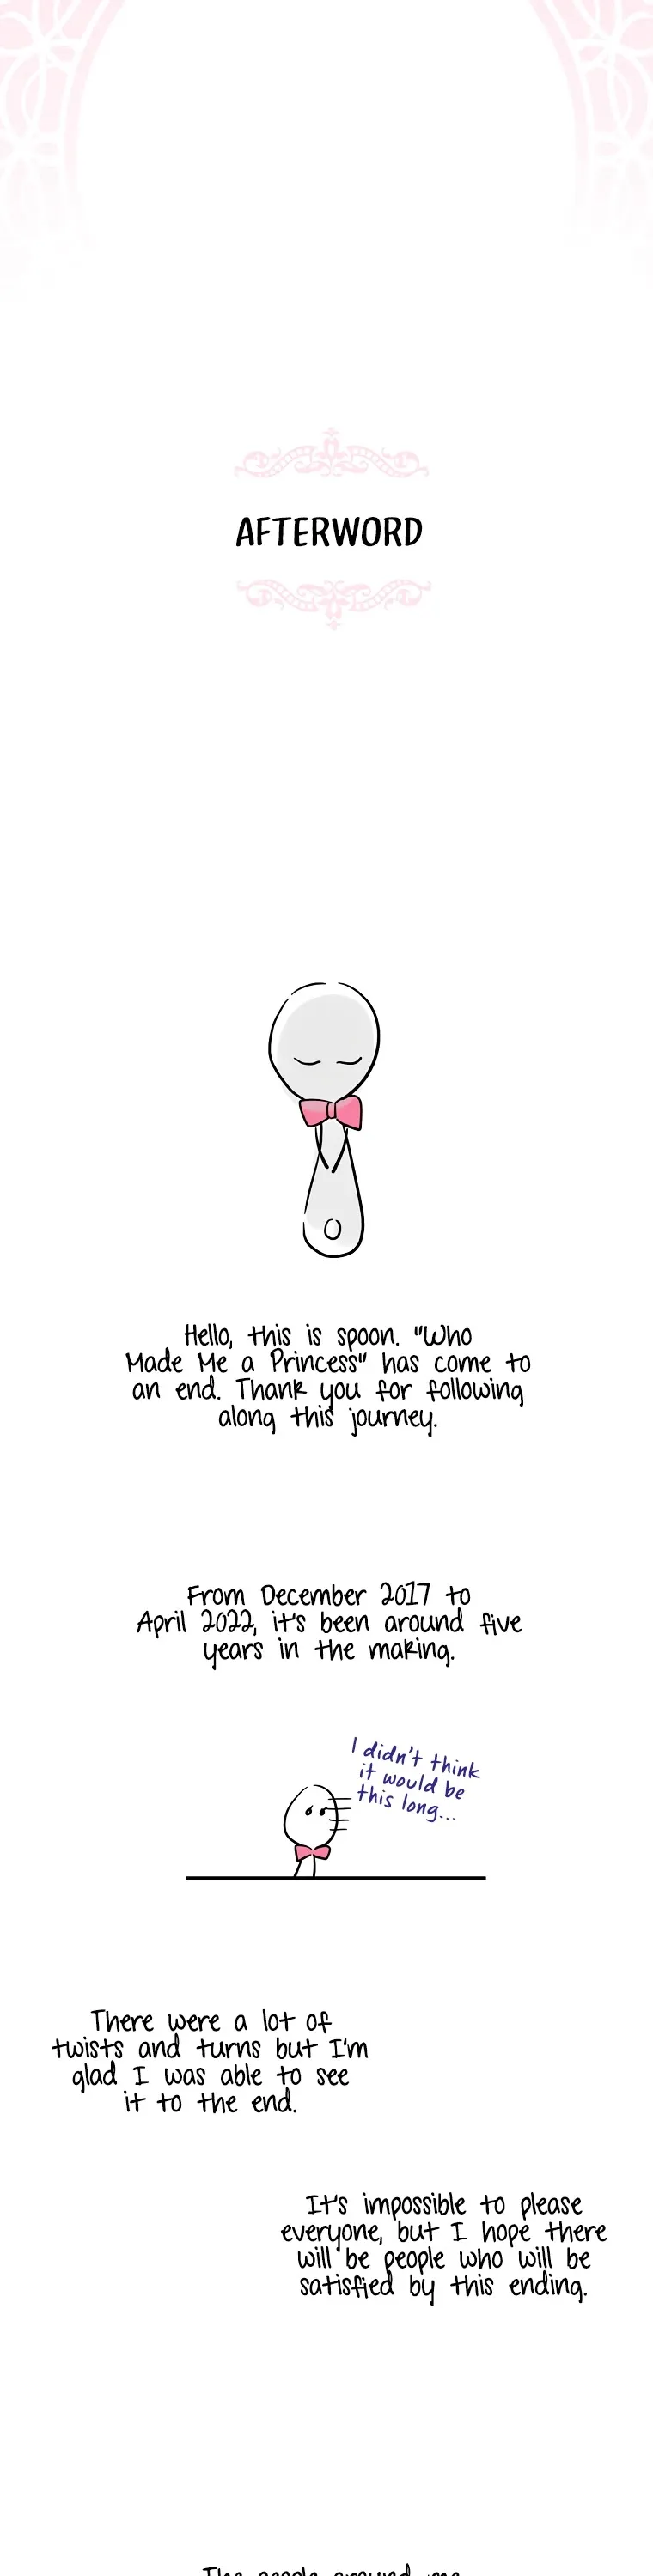 AFTERWORD
Hello, this is spoon. "Who
Made Me a Princess" has come to
an end. Thank you for following
along this journey.
From December 2017 to
April 2022, it's been around five
years in the making.
I didn't think
it would be
this long...
There were a lot of
twists and turns but I'm
glad I was able to see
it to the end.
It's impossible to please
everyone, but I hope there
will be people who will be
satisfied by this ending.
The people around me